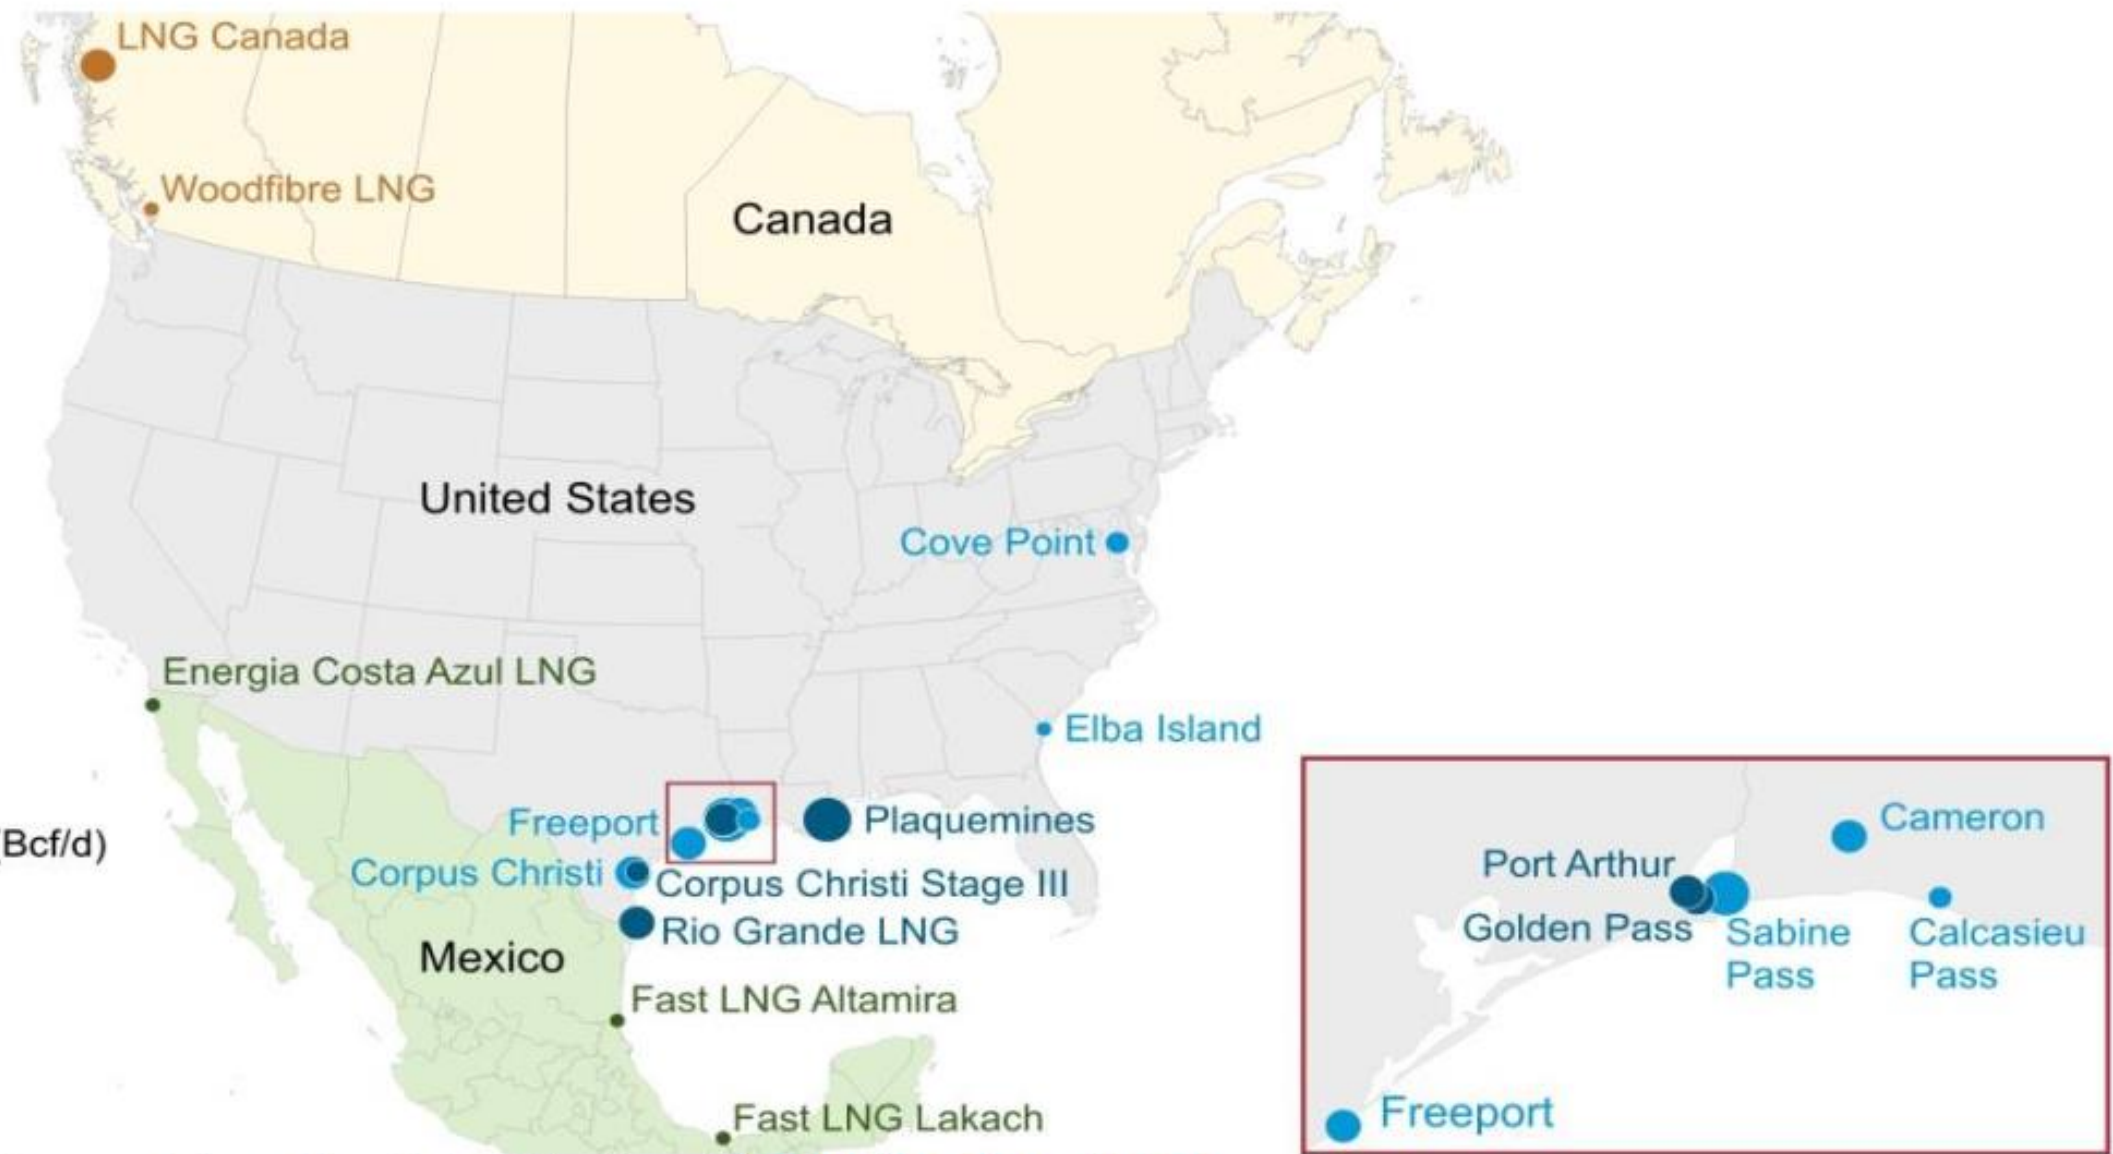 LNG Canada
Woodfibre LNG
Canada
United States
Cove Point
Energia Costa Azul LNG
Elba Island
Freeport
Plaquemines
(Bcf/d)
Corpus Christi
Corpus Christi Stage III
Rio Grande LNG
Mexico
Fast LNG Altamira
Fast LNG Lakach
Cameron
Port Arthur
Golden Pass
Sabine
Pass
Calcasieu
Pass
Freeport